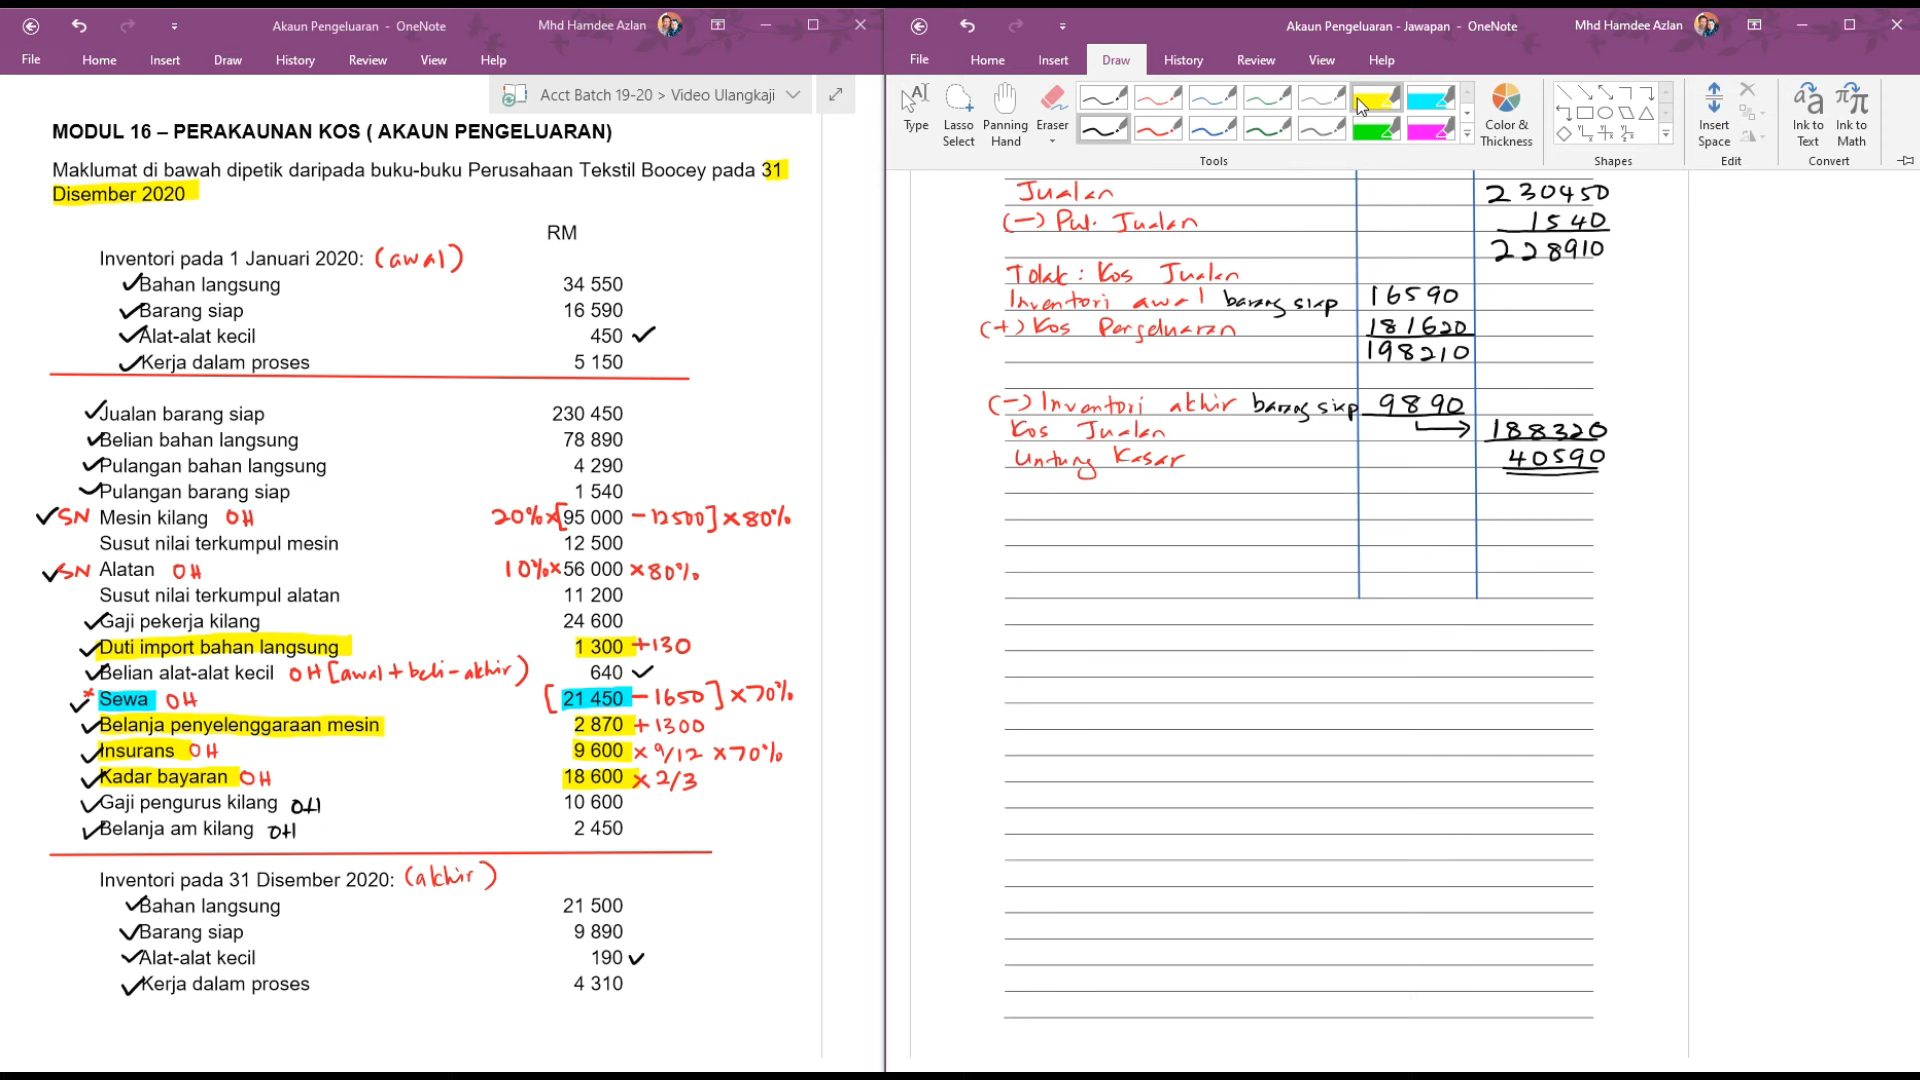 Akaun Pengeluaran - OneNote
Mhd Hamdee Azlan
File Home Insert Draw History Review View Help
Acct Batch 19-20 > Video Ulangkaji
MODUL 16 – PERAKAUNAN KOS ( AKAUN PENGELUARAN)
Maklumat di bawah dipetik daripada buku-buku Perusahaan Tekstil Boocey pada 31
Disember 2020
RM
Inventori pada 1 Januari 2020: (awal)
Bahan langsung 34 550
Barang siap 16 590
Alat-alat kecil 450
Kerja dalam proses 5 150
Jualan barang siap 230 450
Belian bahan langsung 78 890
Pulangan bahan langsung 4 290
Pulangan barang siap 1 540
SN Mesin kilang OH 20% x [95 000 - 12500] x 80%
Susut nilai terkumpul mesin 12 500
SN Alatan OH 10% x 56 000 x 80%
Susut nilai terkumpul alatan 11 200
Gaji pekerja kilang 24 600
Duti import bahan langsung 1 300 +130
Belian alat-alat kecil OH [awal + beli - akhir) 640
* Sewa OH [21 450 - 1650] x 70%
Belanja penyelenggaraan mesin 2 870 +1300
Insurans OH 9 600 x 9/12 x 70%
Kadar bayaran OH 18 600 x 2/3
Gaji pengurus kilang OH 10 600
Belanja am kilang OH 2 450
Inventori pada 31 Disember 2020: (akhir)
Bahan langsung 21 500
Barang siap 9 890
Alat-alat kecil 190
Kerja dalam proses 4 310
Akaun Pengeluaran - Jawapan - OneNote
Mhd Hamdee Azlan
File Home Insert Draw History Review View Help
Type Lasso Select Panning Hand Eraser Color & Thickness Insert Space Ink to Text Ink to Math
Tools Shapes Edit Convert
Jualan 230450
(-) Pul. Jualan 1540
228910
Tolak : Kos Jualan
Inventori awal barang siap 16590
(+) Kos Pengeluaran 181620
198210
(-) Inventori akhir barang siap 9890
Kos Jualan 188320
Untung Kasar 40590